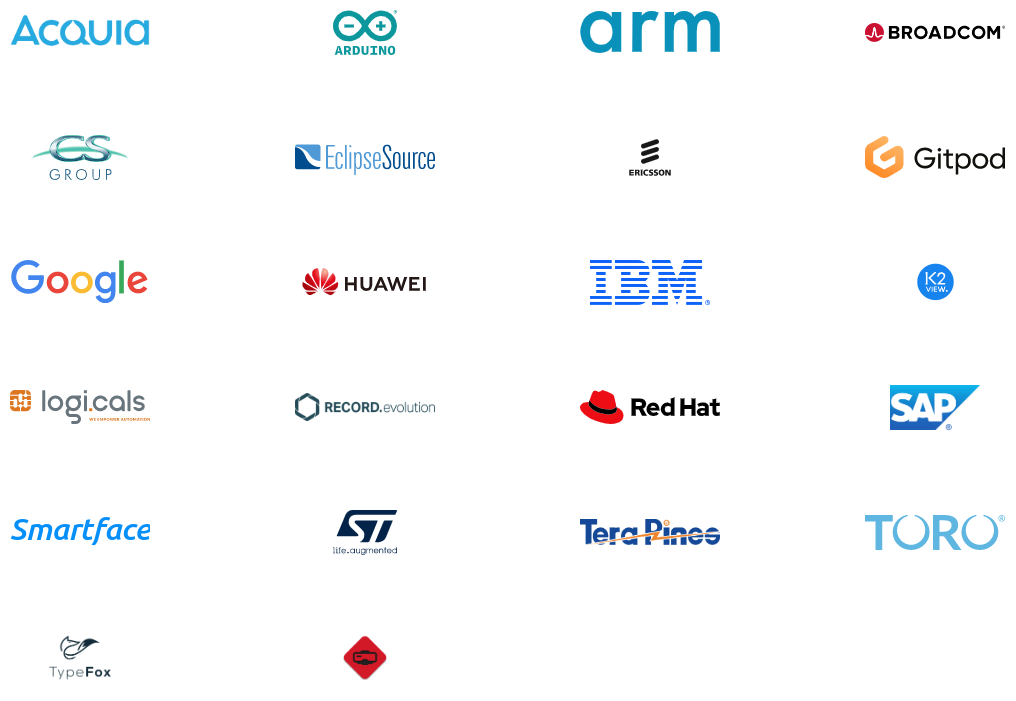 ACQUIA
ARDUINO
arm
BROADCOM®
CS
GROUP
EclipseSource
ERICSSON
Gitpod
Google
HUAWEI
IBM®
K2
VIEW.
logi.cals
WE EMPOWER AUTOMATION
RECORD.evolution
Red Hat
SAP®
Smartface
ST
life.augmented
Tera Pines
TORO®
TypeFox